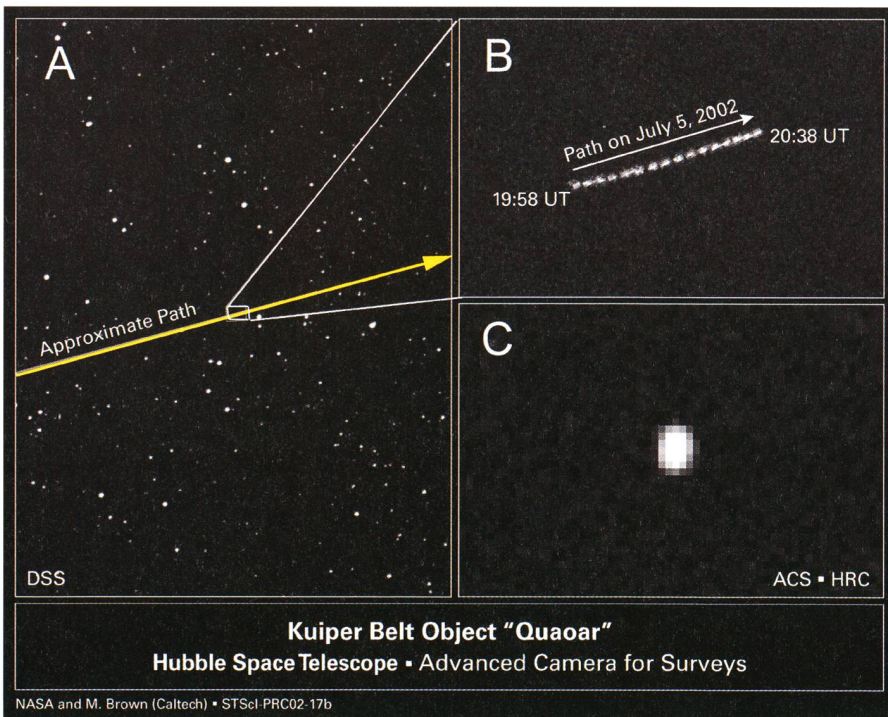 A
Approximate Path
DSS
B
Path on July 5, 2002
20:38 UT
19:58 UT
C
ACS ▪ HRC
Kuiper Belt Object “Quaoar”
Hubble Space Telescope ▪ Advanced Camera for Surveys
NASA and M. Brown (Caltech) ▪ STScI-PRC02-17b